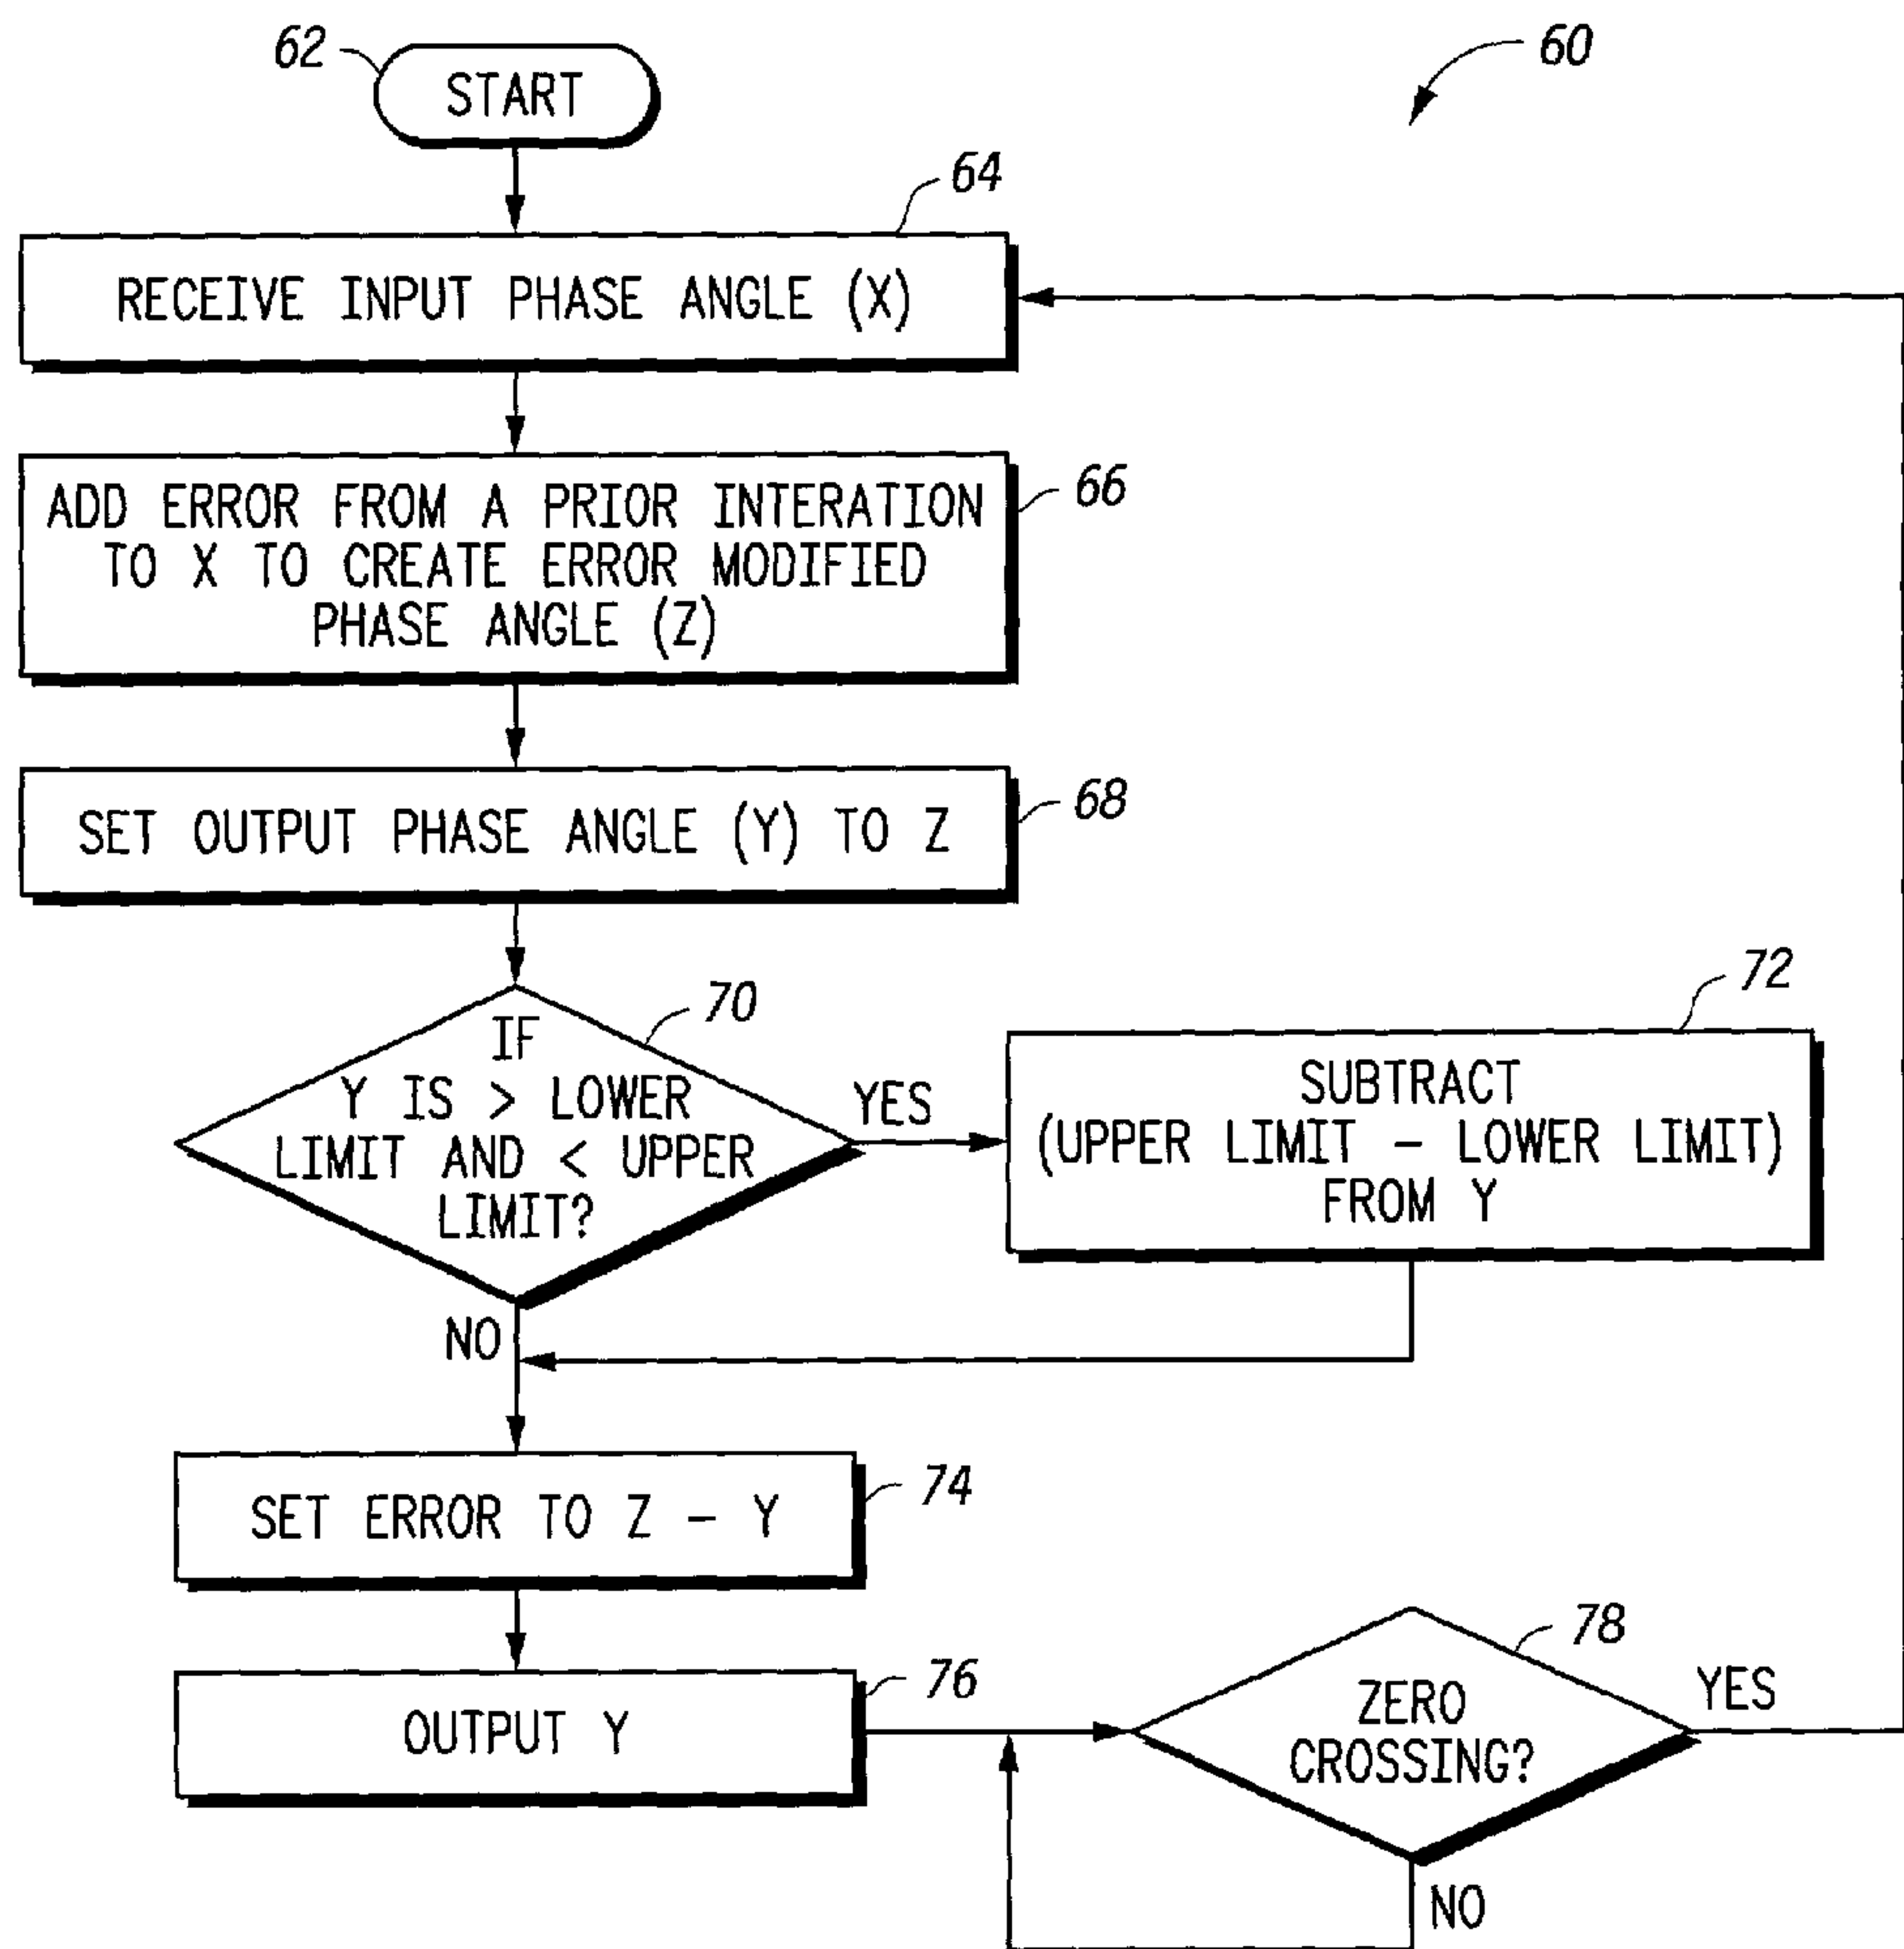 62
START
60
64
RECEIVE INPUT PHASE ANGLE (X)
ADD ERROR FROM A PRIOR INTERATION
TO X TO CREATE ERROR MODIFIED
PHASE ANGLE (Z)
66
SET OUTPUT PHASE ANGLE (Y) TO Z
68
70
IF
Y IS > LOWER
LIMIT AND < UPPER
LIMIT?
YES
72
SUBTRACT
(UPPER LIMIT – LOWER LIMIT)
FROM Y
NO
SET ERROR TO Z – Y
74
OUTPUT Y
76
78
ZERO
CROSSING?
YES
NO